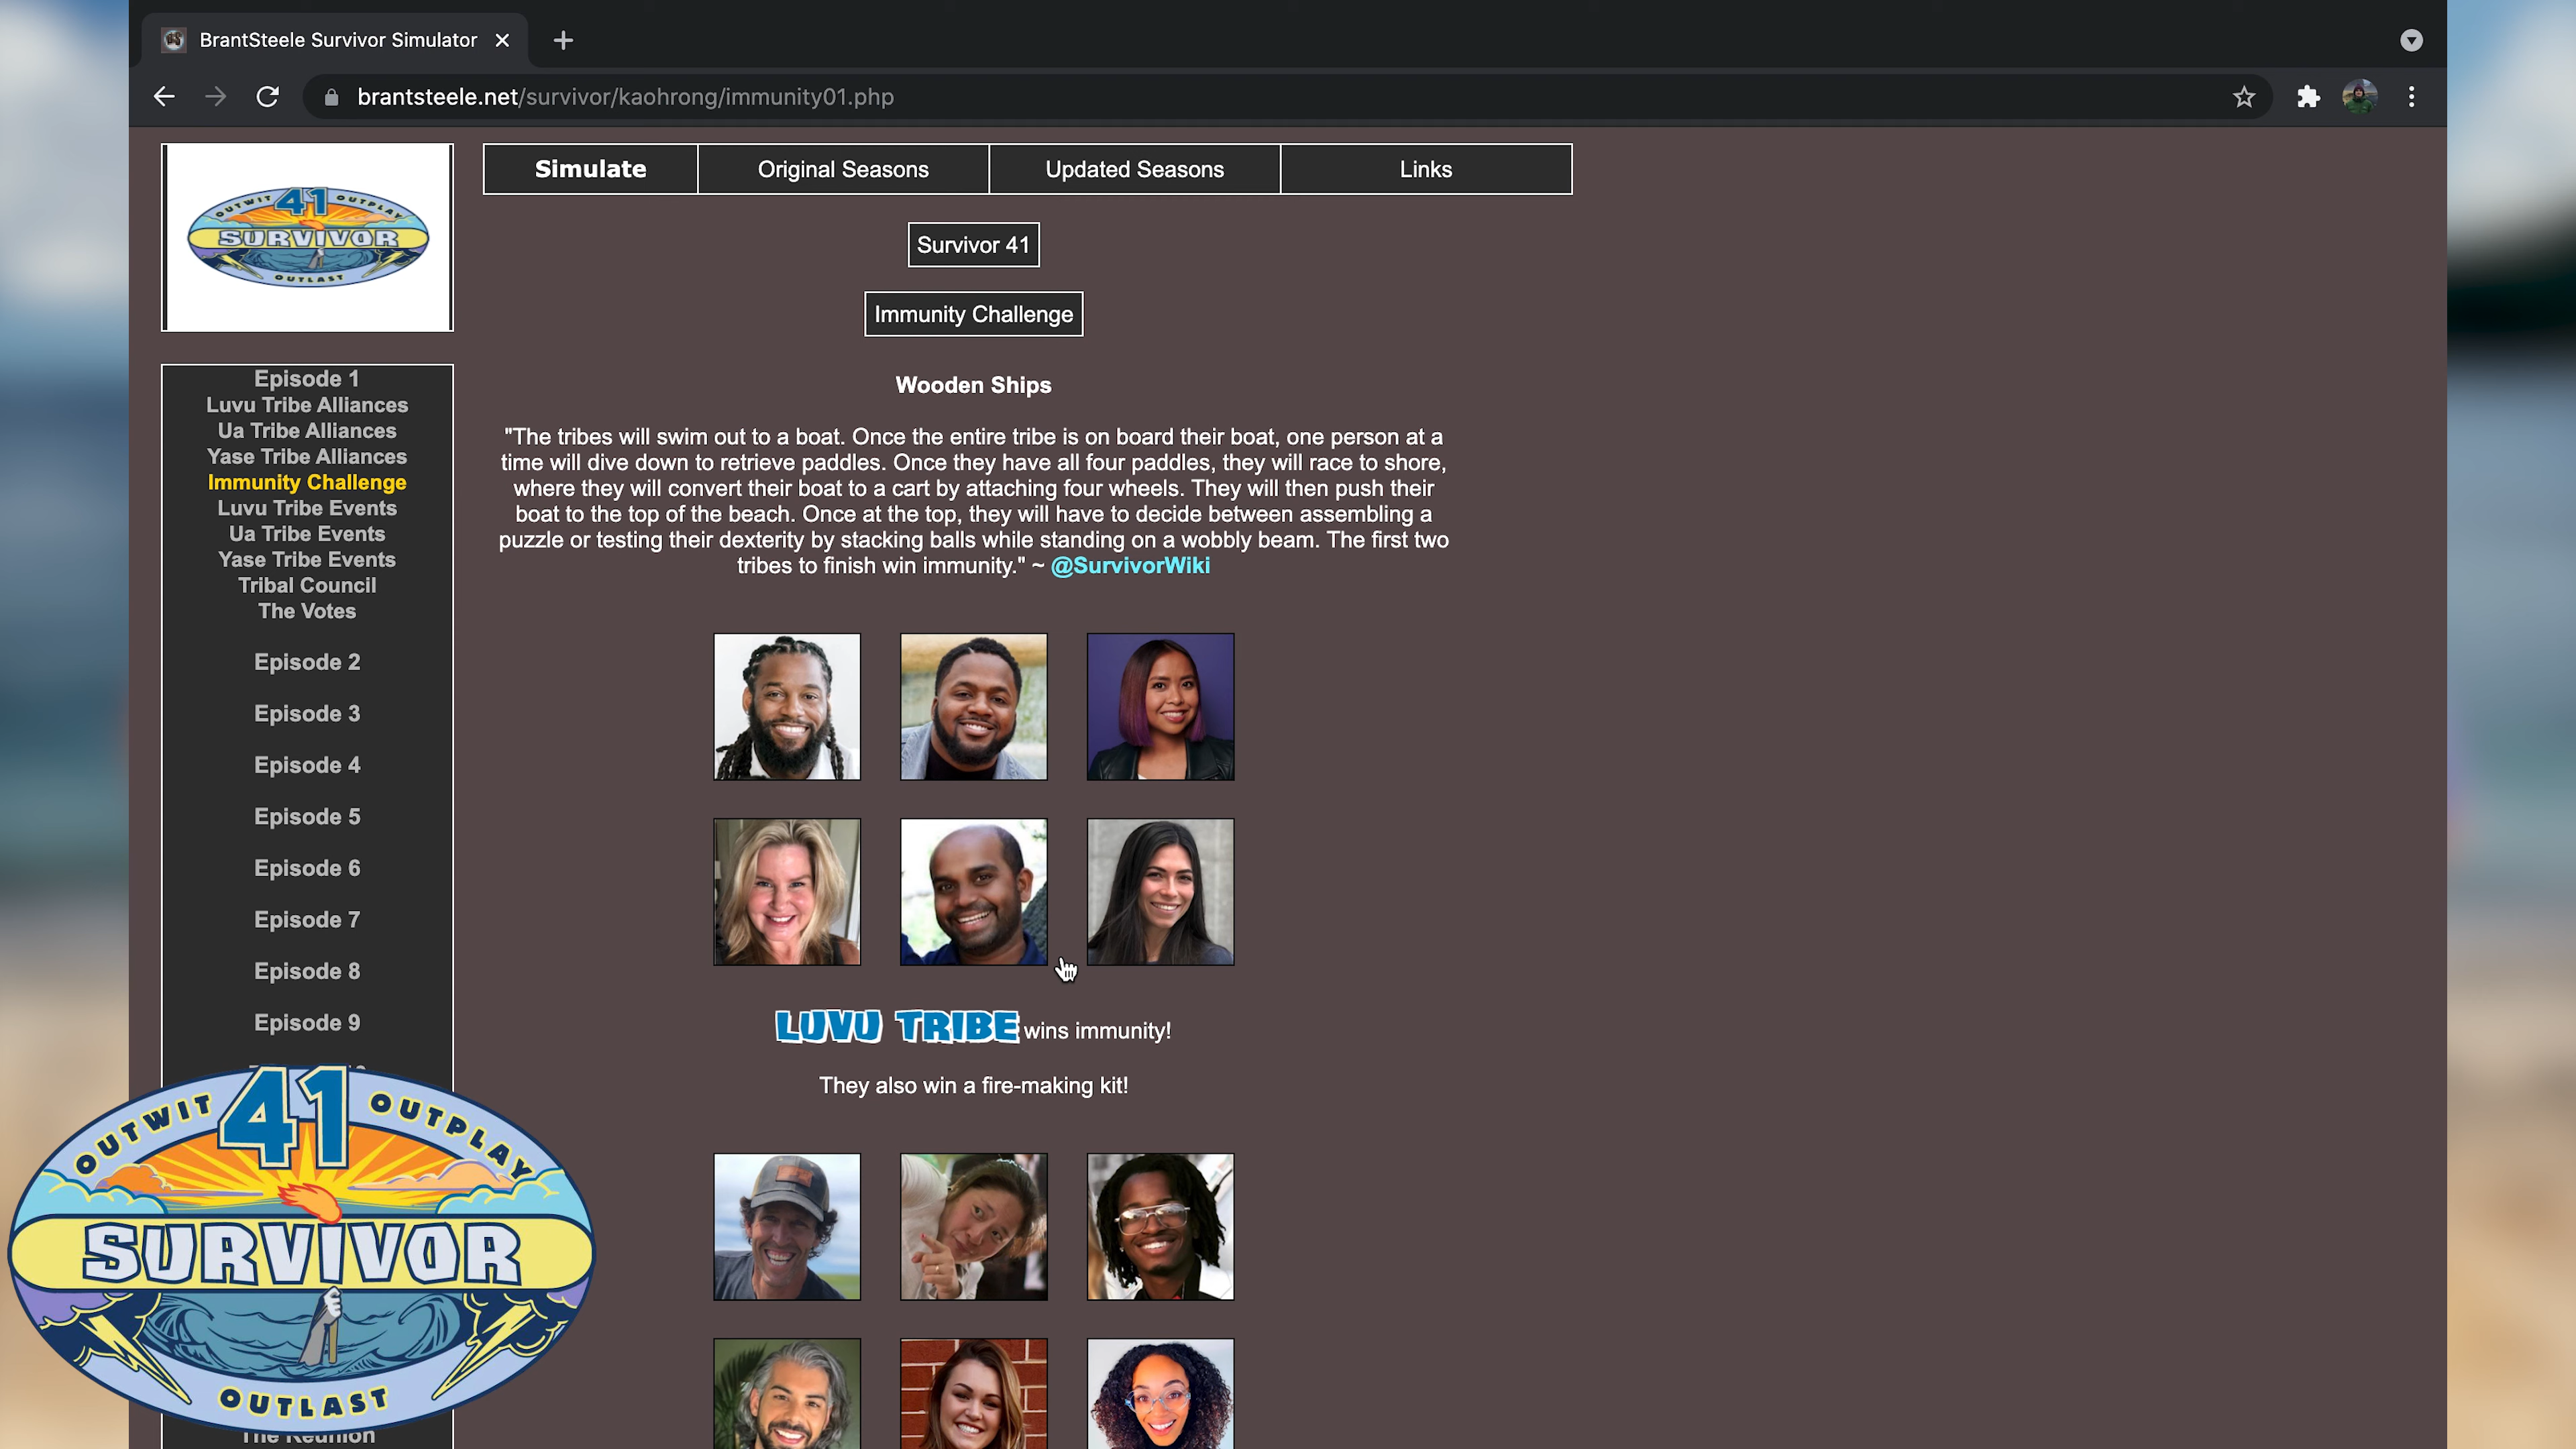 BrantSteele Survivor Simulator
brantsteele.net/survivor/kaohrong/immunity01.php
OUTWIT 41 OUTPLAY
SURVIVOR
OUTLAST
Simulate
Original Seasons
Updated Seasons
Links
Survivor 41
Immunity Challenge
Episode 1
Luvu Tribe Alliances
Ua Tribe Alliances
Yase Tribe Alliances
Immunity Challenge
Luvu Tribe Events
Ua Tribe Events
Yase Tribe Events
Tribal Council
The Votes
Episode 2
Episode 3
Episode 4
Episode 5
Episode 6
Episode 7
Episode 8
Episode 9
The Reunion
Wooden Ships
"The tribes will swim out to a boat. Once the entire tribe is on board their boat, one person at a
time will dive down to retrieve paddles. Once they have all four paddles, they will race to shore,
where they will convert their boat to a cart by attaching four wheels. They will then push their
boat to the top of the beach. Once at the top, they will have to decide between assembling a
puzzle or testing their dexterity by stacking balls while standing on a wobbly beam. The first two
tribes to finish win immunity." ~ @SurvivorWiki
LUVU TRIBE wins immunity!
They also win a fire-making kit!
OUTWIT 41 OUTPLAY
SURVIVOR
OUTLAST